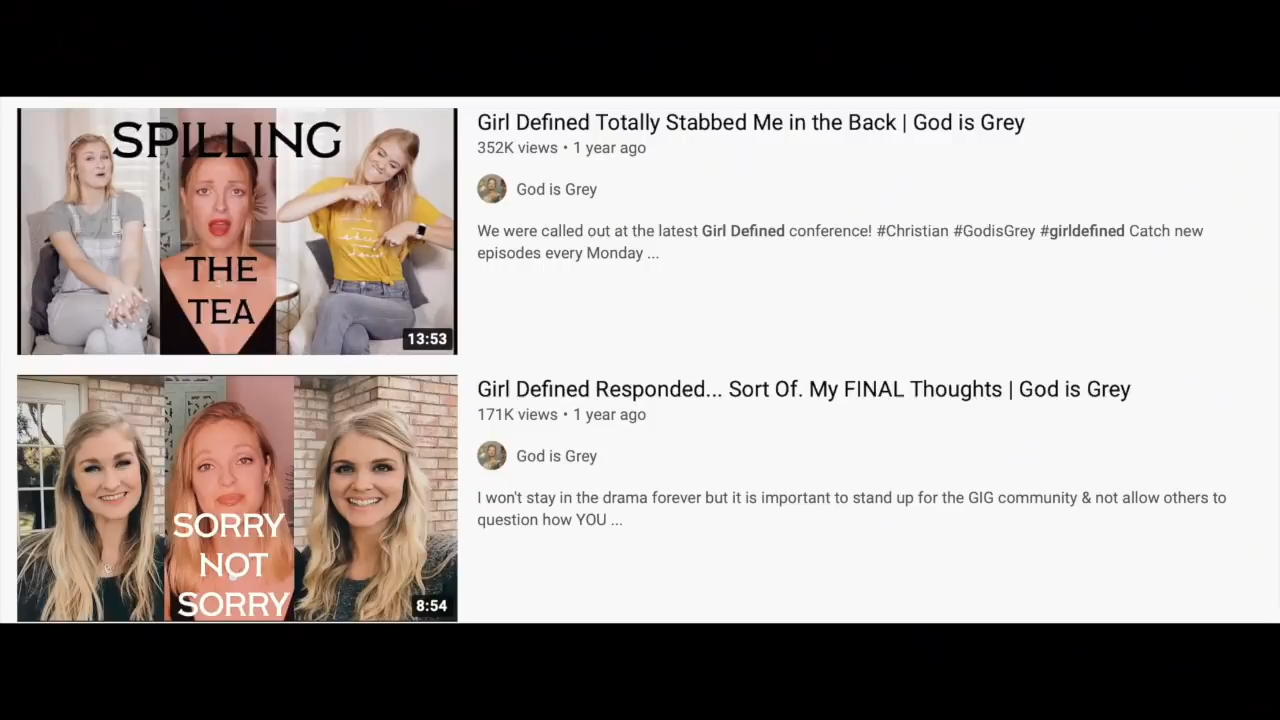 SPILLING
THE
TEA
13:53
Girl Defined Totally Stabbed Me in the Back | God is Grey
352K views • 1 year ago
God is Grey
We were called out at the latest Girl Defined conference! #Christian #GodisGrey #girldefined Catch new
episodes every Monday ...
SORRY
NOT
SORRY
8:54
Girl Defined Responded... Sort Of. My FINAL Thoughts | God is Grey
171K views • 1 year ago
God is Grey
I won't stay in the drama forever but it is important to stand up for the GIG community & not allow others to
question how YOU ...